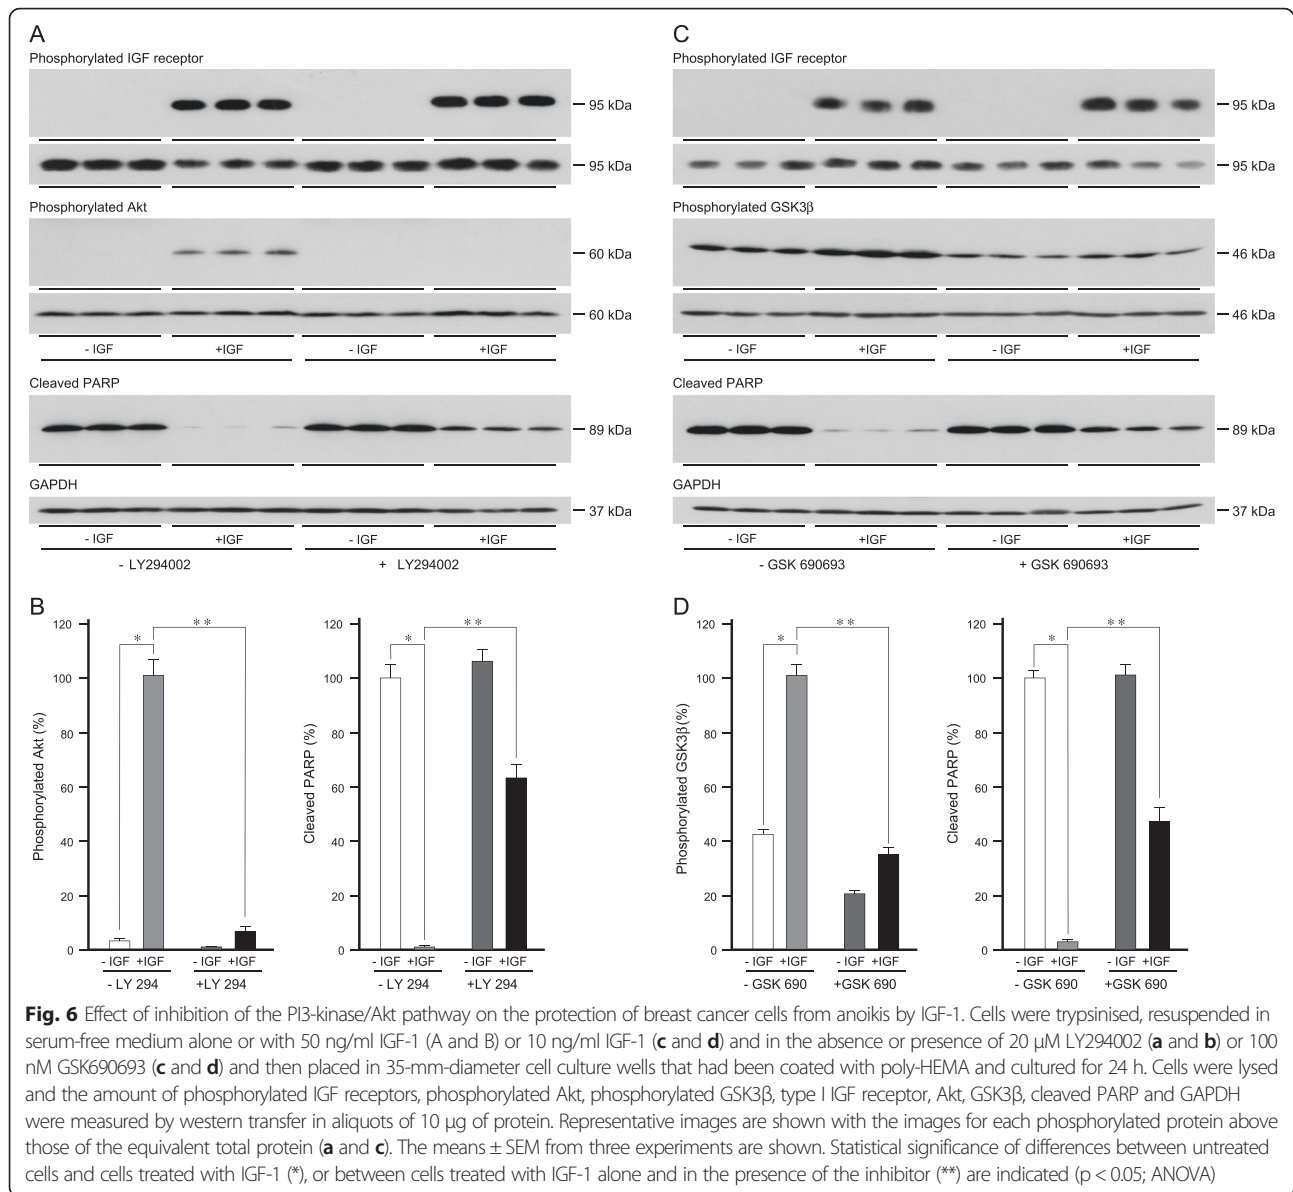 A
Phosphorylated IGF receptor
95 kDa
95 kDa
Phosphorylated Akt
60 kDa
60 kDa
- IGF +IGF - IGF +IGF
Cleaved PARP
89 kDa
GAPDH
37 kDa
- IGF +IGF - IGF +IGF
- LY294002 + LY294002
C
Phosphorylated IGF receptor
95 kDa
95 kDa
Phosphorylated GSK3β
46 kDa
46 kDa
- IGF +IGF - IGF +IGF
Cleaved PARP
89 kDa
GAPDH
37 kDa
- IGF +IGF - IGF +IGF
- GSK 690693 + GSK 690693
B
Phosphorylated Akt (%)
120
100
80
60
40
20
0
*
**
- IGF +IGF - IGF +IGF
- LY 294 +LY 294
Cleaved PARP (%)
120
100
80
60
40
20
0
*
**
- IGF +IGF - IGF +IGF
- LY 294 +LY 294
D
Phosphorylated GSK3β(%)
120
100
80
60
40
20
0
*
**
- IGF +IGF - IGF +IGF
- GSK 690 +GSK 690
Cleaved PARP (%)
120
100
80
60
40
20
0
*
**
- IGF +IGF - IGF +IGF
- GSK 690 +GSK 690
Fig. 6 Effect of inhibition of the PI3-kinase/Akt pathway on the protection of breast cancer cells from anoikis by IGF-1. Cells were trypsinised, resuspended in
serum-free medium alone or with 50 ng/ml IGF-1 (A and B) or 10 ng/ml IGF-1 (c and d) and in the absence or presence of 20 μM LY294002 (a and b) or 100
nM GSK690693 (c and d) and then placed in 35-mm-diameter cell culture wells that had been coated with poly-HEMA and cultured for 24 h. Cells were lysed
and the amount of phosphorylated IGF receptors, phosphorylated Akt, phosphorylated GSK3β, type I IGF receptor, Akt, GSK3β, cleaved PARP and GAPDH
were measured by western transfer in aliquots of 10 μg of protein. Representative images are shown with the images for each phosphorylated protein above
those of the equivalent total protein (a and c). The means ± SEM from three experiments are shown. Statistical significance of differences between untreated
cells and cells treated with IGF-1 (*), or between cells treated with IGF-1 alone and in the presence of the inhibitor (**) are indicated (p < 0.05; ANOVA)